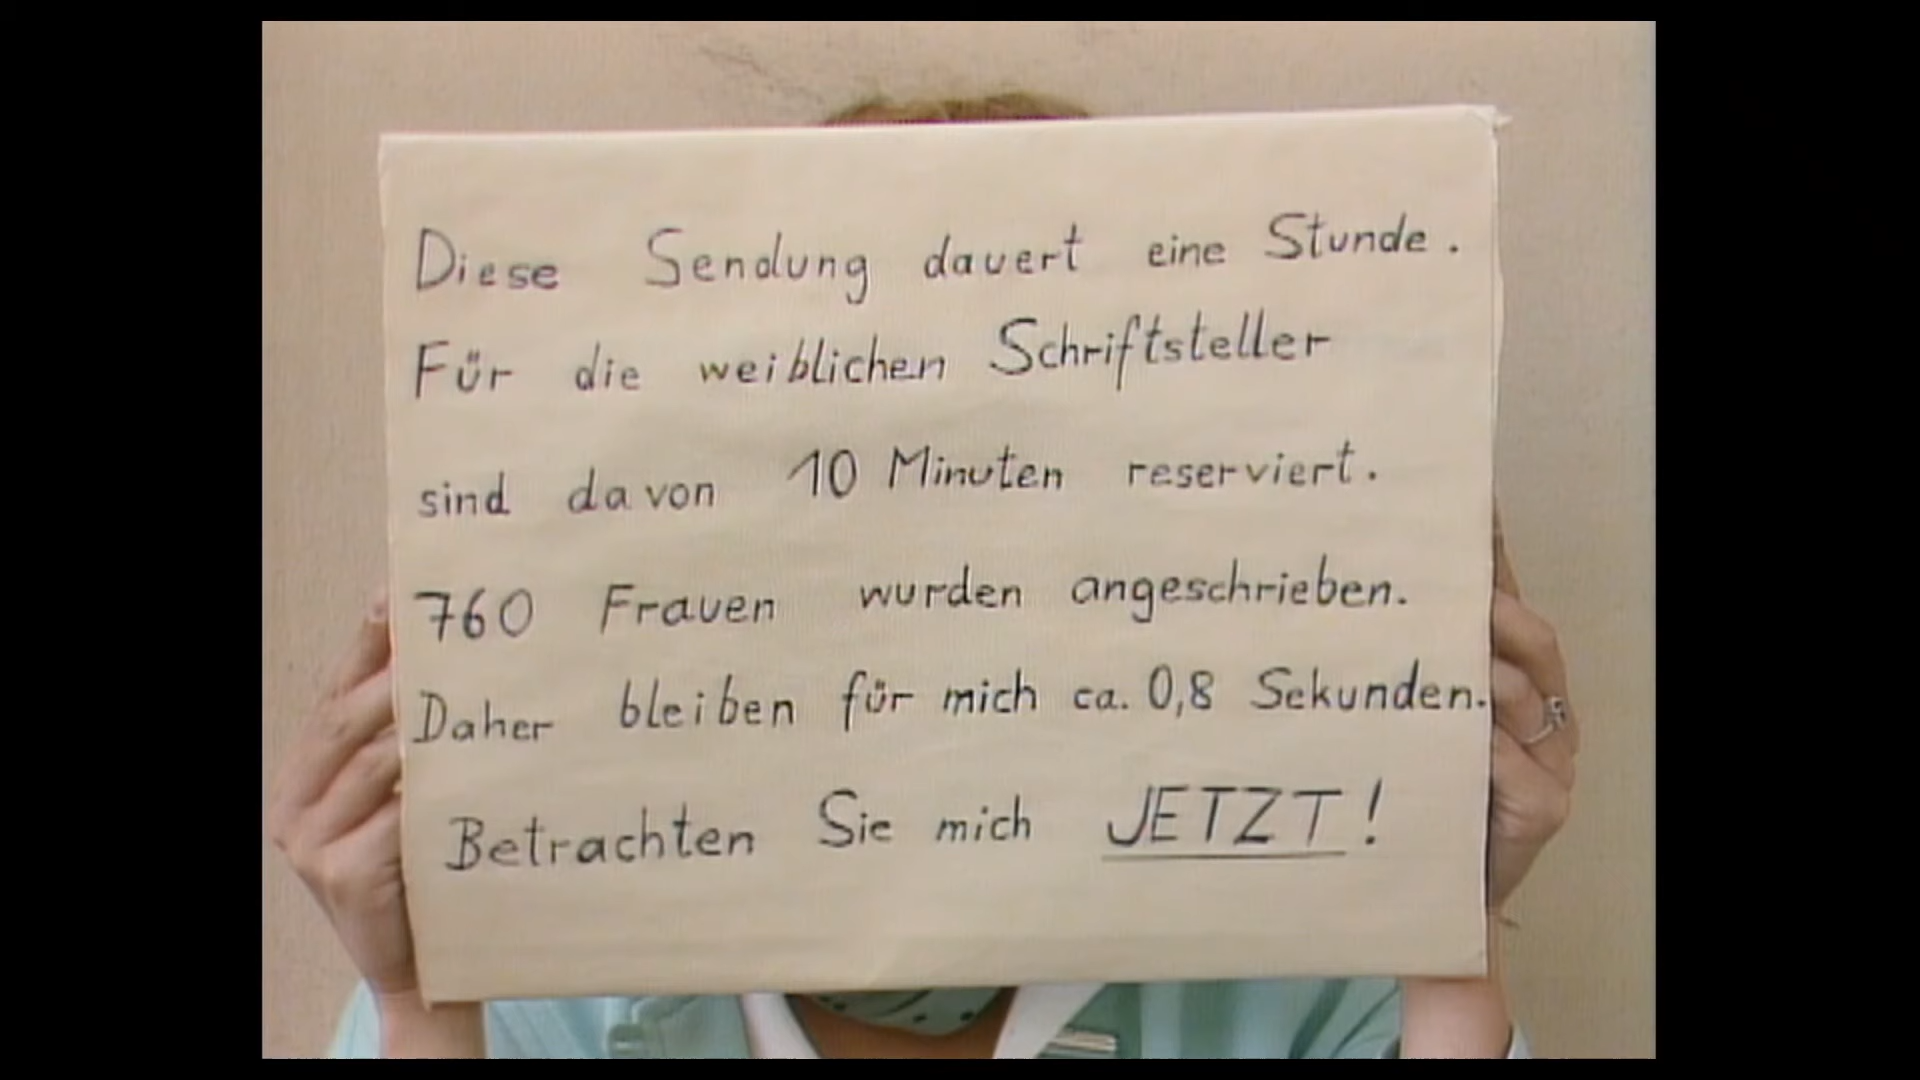 Diese Sendung dauert eine Stunde.
Für die weiblichen Schriftsteller
sind davon 10 Minuten reserviert.
760 Frauen wurden angeschrieben.
Daher bleiben für mich ca. 0,8 Sekunden.
Betrachten Sie mich JETZT!